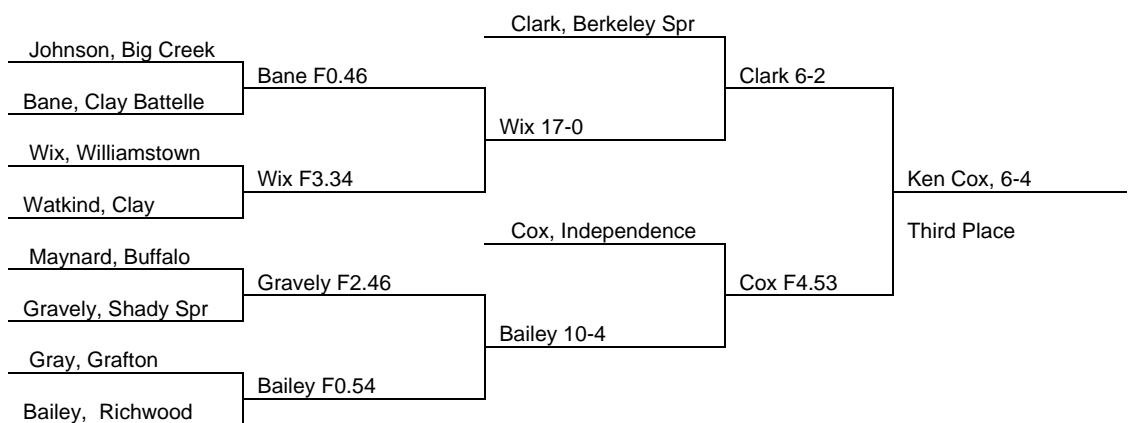 Clark, Berkeley Spr
Johnson, Big Creek
Bane F0.46
Clark 6-2
Bane, Clay Battelle
Wix 17-0
Wix, Williamstown
Wix F3.34
Ken Cox, 6-4
Watkind, Clay
Cox, Independence
Third Place
Maynard, Buffalo
Gravely F2.46
Cox F4.53
Gravely, Shady Spr
Bailey 10-4
Gray, Grafton
Bailey F0.54
Bailey, Richwood